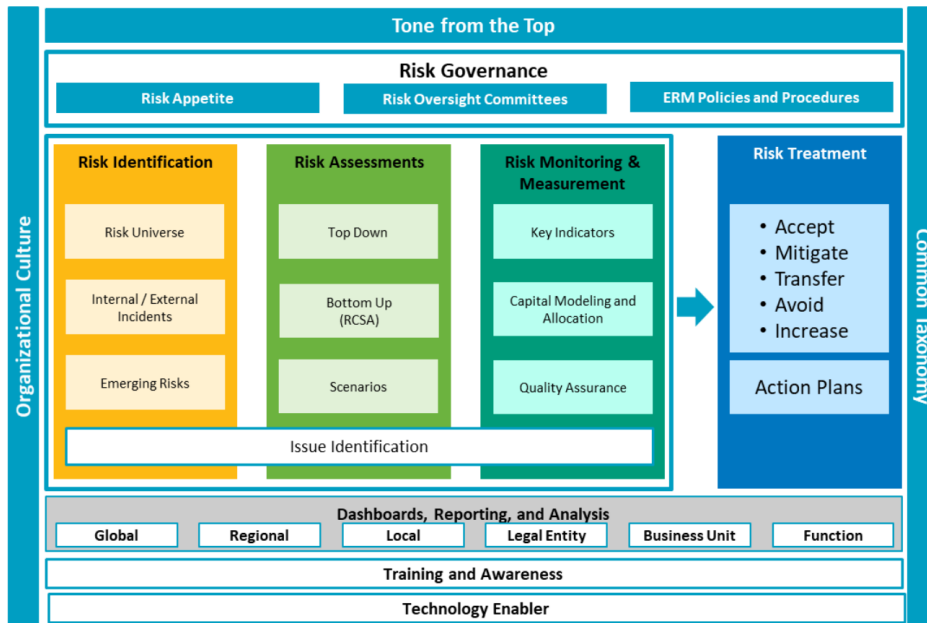 Tone from the Top
Organizational Culture
Common Taxonomy
Risk Governance
Risk Appetite
Risk Oversight Committees
ERM Policies and Procedures
Risk Identification
Risk Universe
Internal / External
Incidents
Emerging Risks
Risk Assessments
Top Down
Bottom Up
(RCSA)
Scenarios
Risk Monitoring &
Measurement
Key Indicators
Capital Modeling and
Allocation
Quality Assurance
Issue Identification
Risk Treatment
• Accept
• Mitigate
• Transfer
• Avoid
• Increase
Action Plans
Dashboards, Reporting, and Analysis
Global
Regional
Local
Legal Entity
Business Unit
Function
Training and Awareness
Technology Enabler